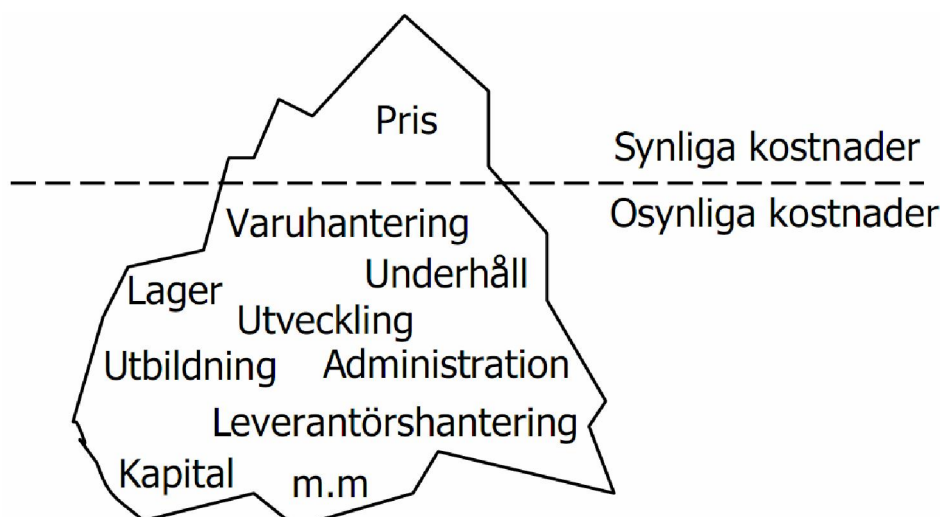 Pris
Synliga kostnader
Osynliga kostnader
Varuhantering
Underhåll
Lager
Utveckling
Utbildning
Administration
Leverantörshantering
Kapital
m.m